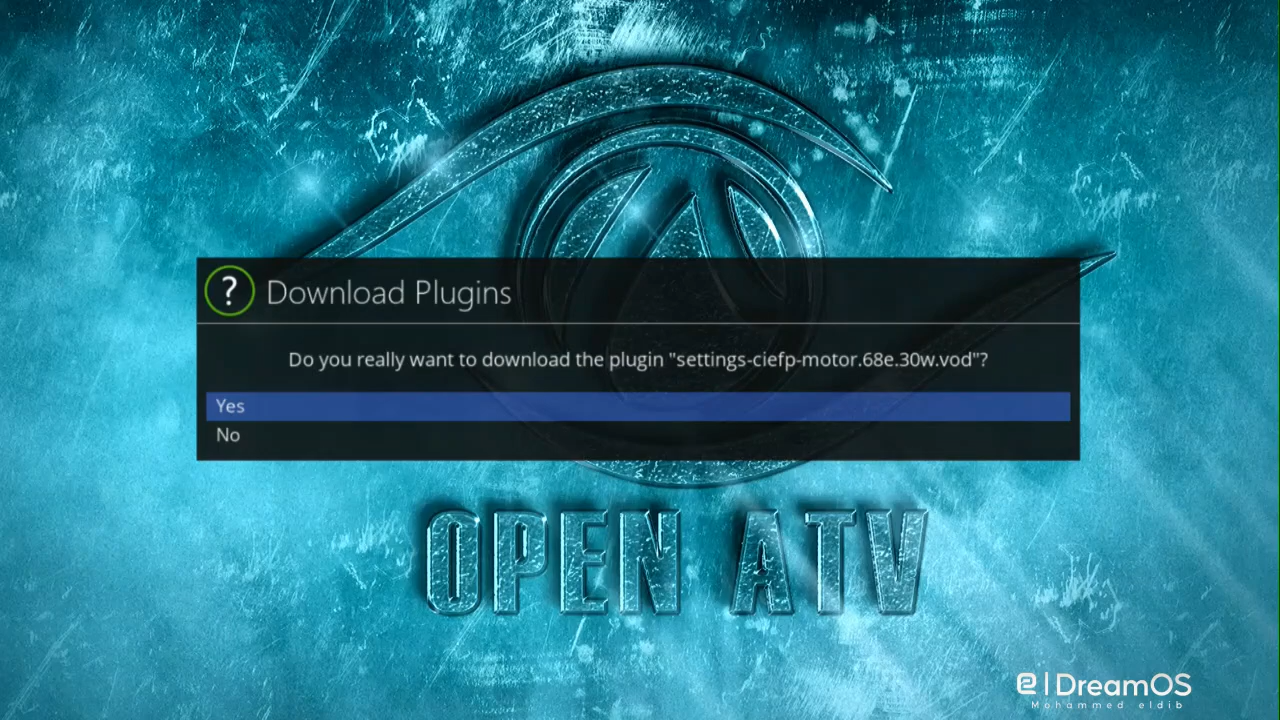 ? Download Plugins
Do you really want to download the plugin "settings-ciefp-motor.68e.30w.vod"?
Yes
No
OPEN ATV
e2|DreamOS
Mohammed eldib